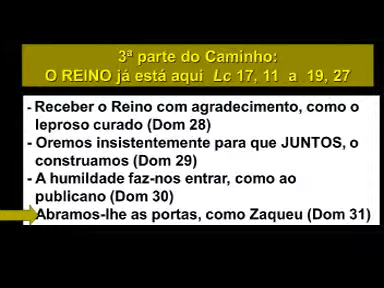 3ª parte do Caminho:
O REINO já está aqui Lc 17, 11 a 19, 27
- Receber o Reino com agradecimento, como o
leproso curado (Dom 28)
- Oremos insistentemente para que JUNTOS, o
construamos (Dom 29)
- A humildade faz-nos entrar, como ao
publicano (Dom 30)
Abramos-lhe as portas, como Zaqueu (Dom 31)